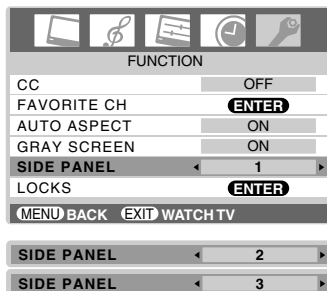 FUNCTION
CC OFF
FAVORITE CH ENTER
AUTO ASPECT ON
GRAY SCREEN ON
SIDE PANEL 1
LOCKS ENTER
MENU BACK EXIT WATCH TV
SIDE PANEL 2
SIDE PANEL 3